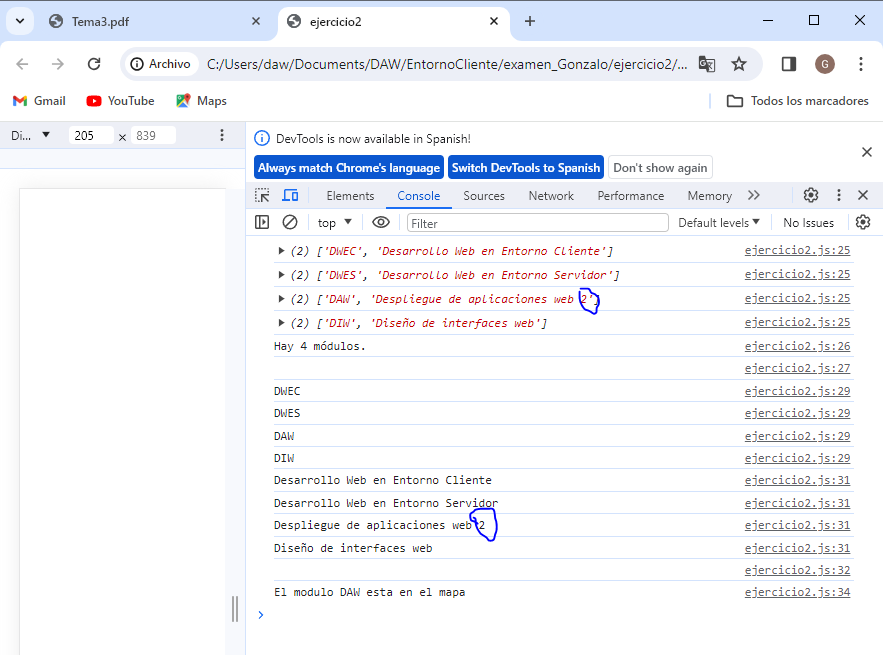 Tema3.pdf
ejercicio2
Archivo C:/Users/daw/Documents/DAW/EntornoCliente/examen_Gonzalo/ejercicio2/... G
Gmail YouTube Maps Todos los marcadores
Di... 205 × 839
DevTools is now available in Spanish!
Always match Chrome's language Switch DevTools to Spanish Don't show again
Elements Console Sources Network Performance Memory
top Filter Default levels No Issues
(2) ['DWEC', 'Desarrollo Web en Entorno Cliente'] ejercicio2.js:25
(2) ['DWES', 'Desarrollo Web en Entorno Servidor'] ejercicio2.js:25
(2) ['DAW', 'Despliegue de aplicaciones web 2'] ejercicio2.js:25
(2) ['DIW', 'Diseño de interfaces web'] ejercicio2.js:25
Hay 4 módulos. ejercicio2.js:26
ejercicio2.js:27
DWEC ejercicio2.js:29
DWES ejercicio2.js:29
DAW ejercicio2.js:29
DIW ejercicio2.js:29
Desarrollo Web en Entorno Cliente ejercicio2.js:31
Desarrollo Web en Entorno Servidor ejercicio2.js:31
Despliegue de aplicaciones web 2 ejercicio2.js:31
Diseño de interfaces web ejercicio2.js:31
ejercicio2.js:32
El modulo DAW esta en el mapa ejercicio2.js:34